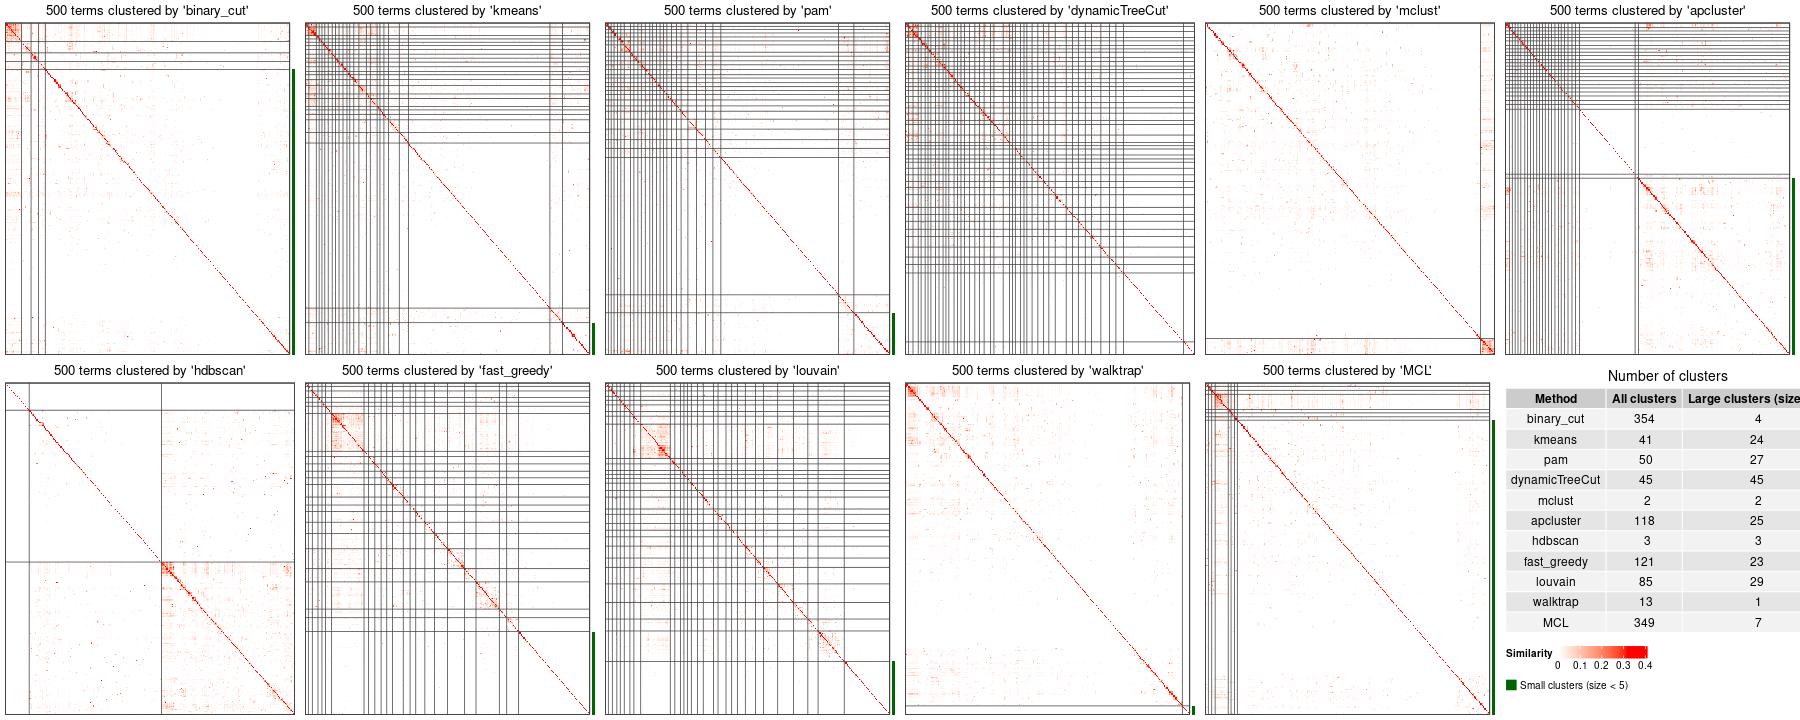 500 terms clustered by 'binary_cut'
500 terms clustered by 'kmeans'
500 terms clustered by 'pam'
500 terms clustered by 'dynamicTreeCut'
500 terms clustered by 'mclust'
500 terms clustered by 'apcluster'
500 terms clustered by 'hdbscan'
500 terms clustered by 'fast_greedy'
500 terms clustered by 'louvain'
500 terms clustered by 'walktrap'
500 terms clustered by 'MCL'
Number of clusters
Method All clusters Large clusters (size
binary_cut 354 4
kmeans 41 24
pam 50 27
dynamicTreeCut 45 45
mclust 2 2
apcluster 118 25
hdbscan 3 3
fast_greedy 121 23
louvain 85 29
walktrap 13 1
MCL 349 7
Similarity
0 0.1 0.2 0.3 0.4
Small clusters (size < 5)